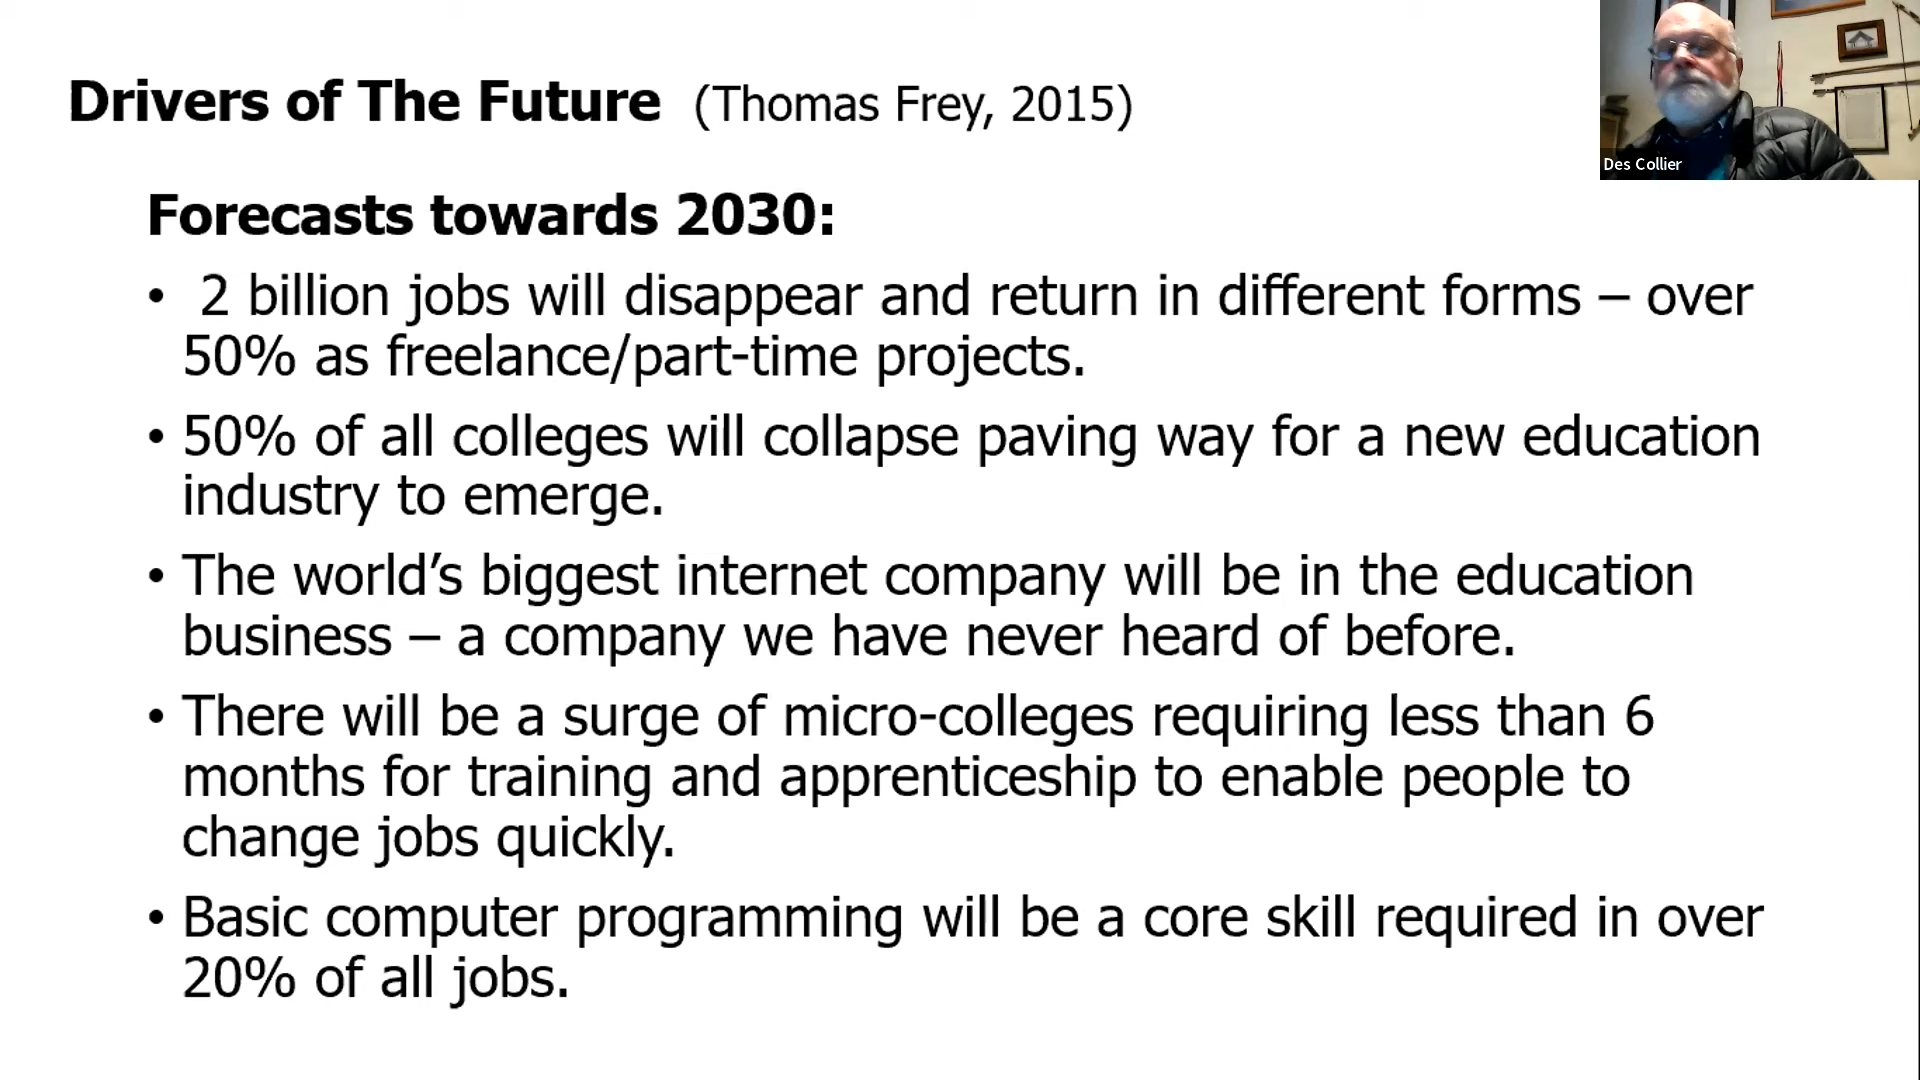 Drivers of The Future (Thomas Frey, 2015)
Des Collier
Forecasts towards 2030:
• 2 billion jobs will disappear and return in different forms – over
50% as freelance/part-time projects.
• 50% of all colleges will collapse paving way for a new education
industry to emerge.
• The world’s biggest internet company will be in the education
business – a company we have never heard of before.
• There will be a surge of micro-colleges requiring less than 6
months for training and apprenticeship to enable people to
change jobs quickly.
• Basic computer programming will be a core skill required in over
20% of all jobs.